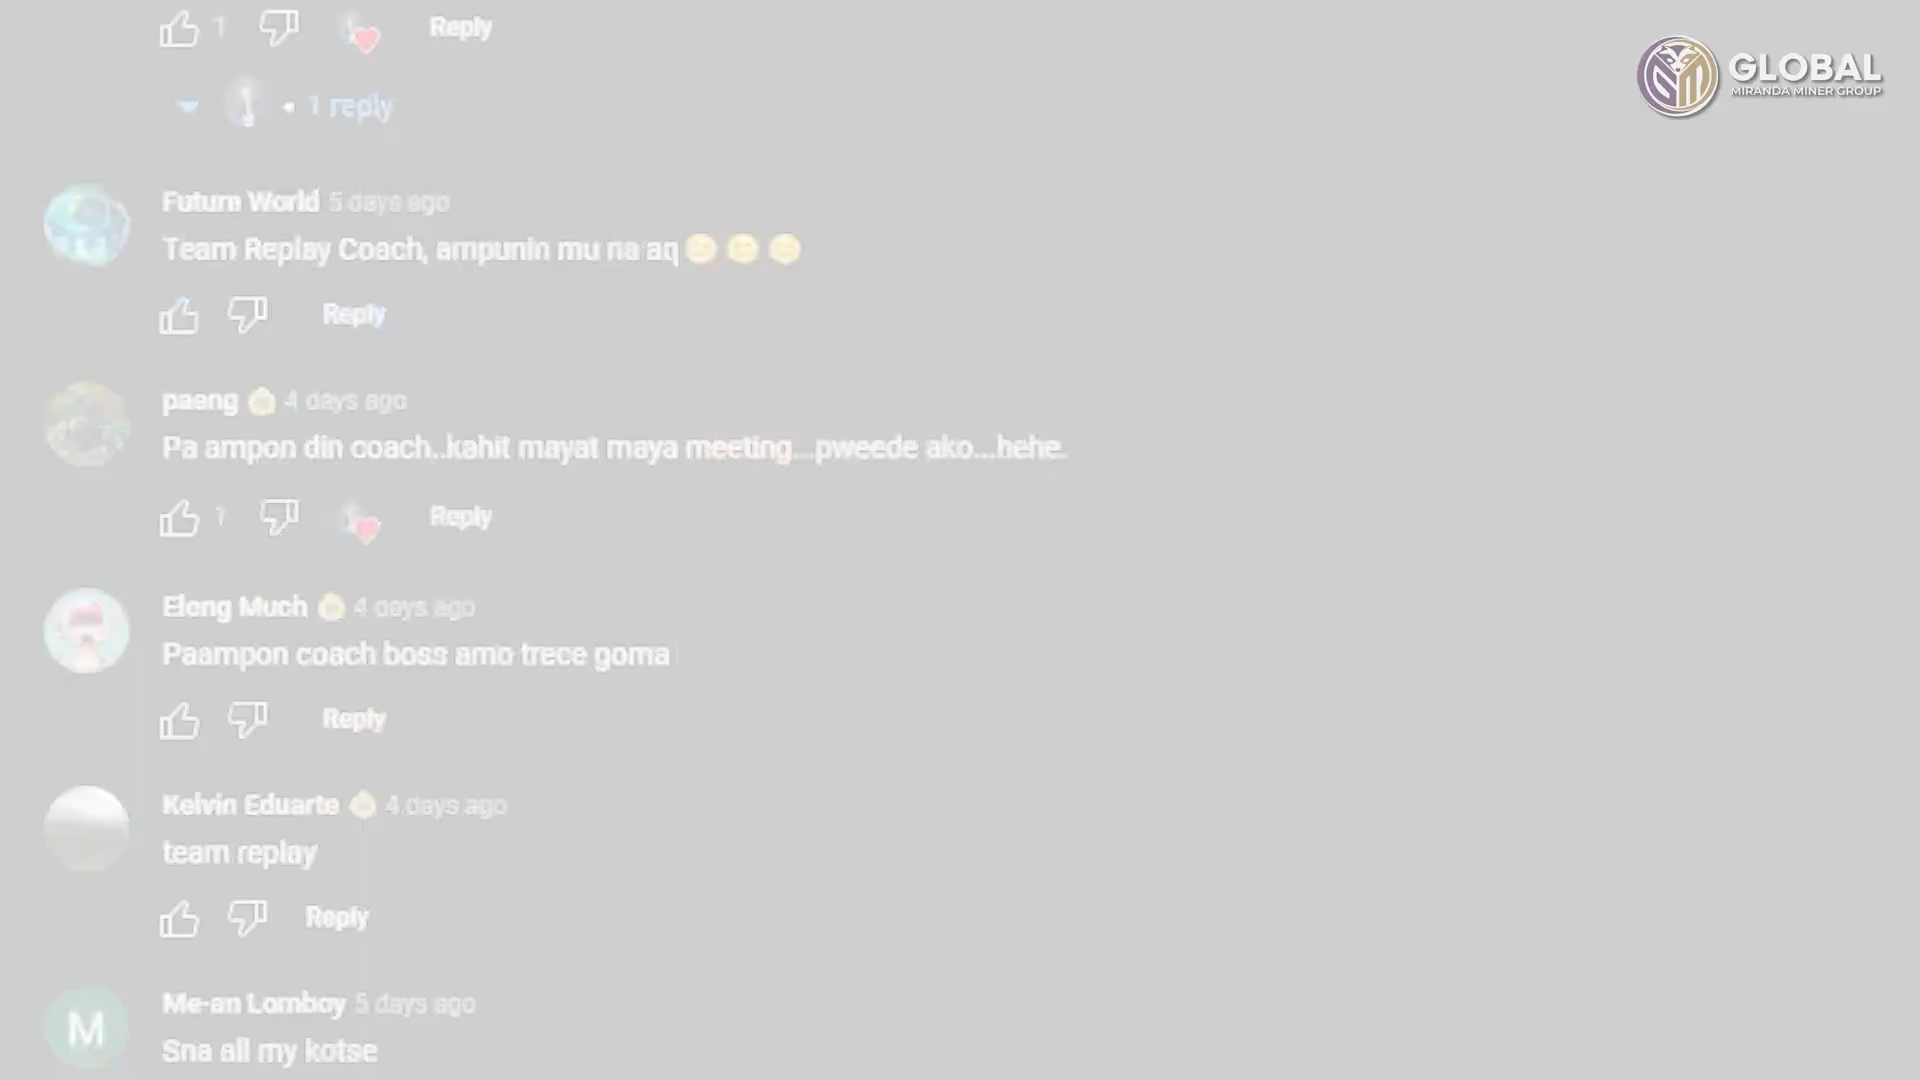 1 Reply
GLOBAL
MIRANDA MINER GROUP
• 1 reply
Future World 5 days ago
Team Replay Coach, ampunin mu na aq
Reply
paeng 4 days ago
Pa ampon din coach..kahit mayat maya meeting...pweede ako...hehe.
1 Reply
Eleng Much 4 days ago
Paampon coach boss amo trece goma
Reply
Kelvin Eduarte 4 days ago
team replay
Reply
M
Me-an Lomboy 5 days ago
Sna all my kotse